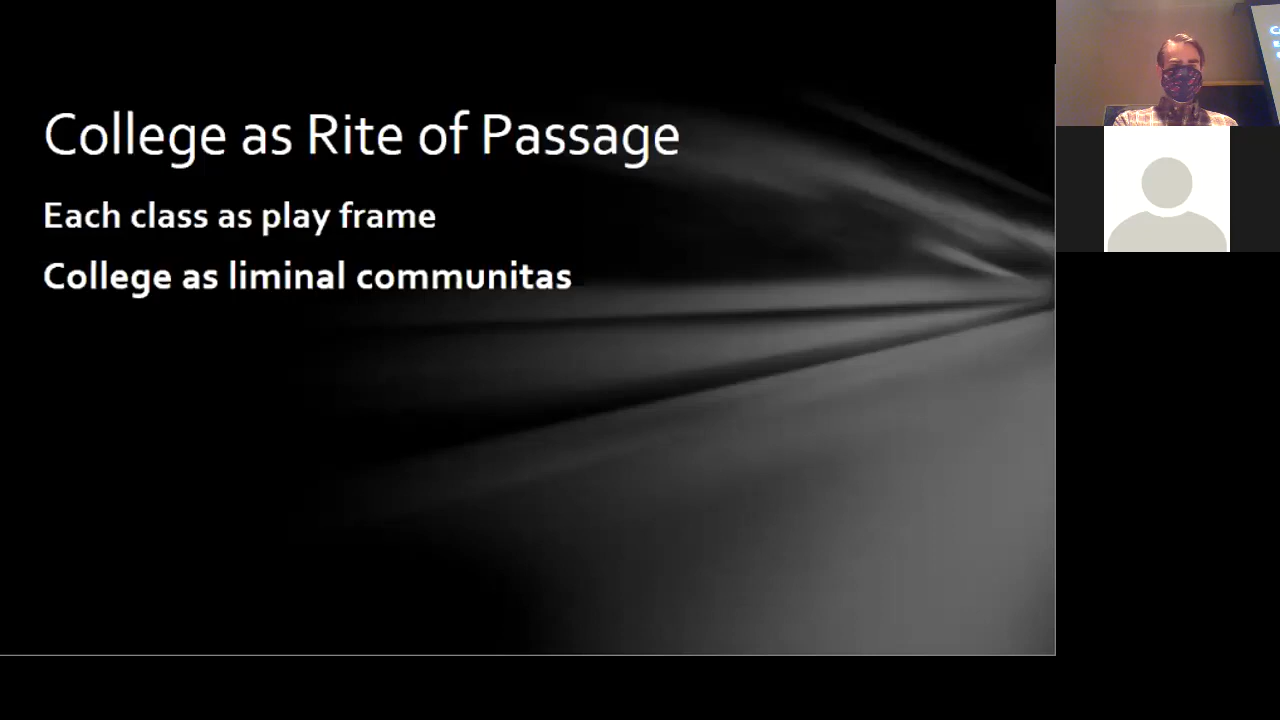 College as Rite of Passage
Each class as play frame
College as liminal communitas